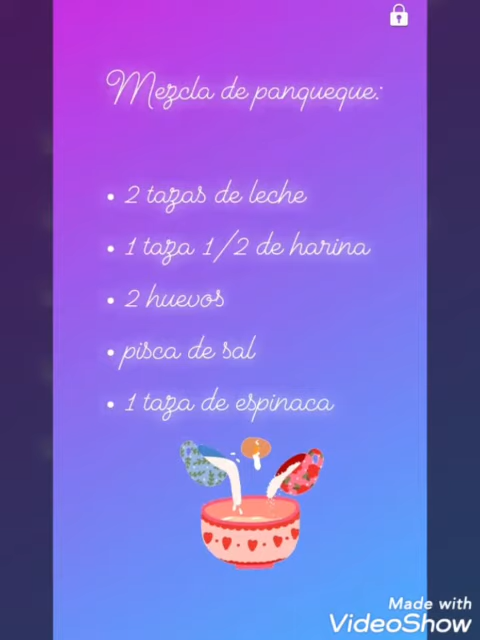 Mezcla de panqueque:
• 2 tazas de leche
• 1 taza 1/2 de harina
• 2 huevos
• pisca de sal
• 1 taza de espinaca
Made with
VideoShow